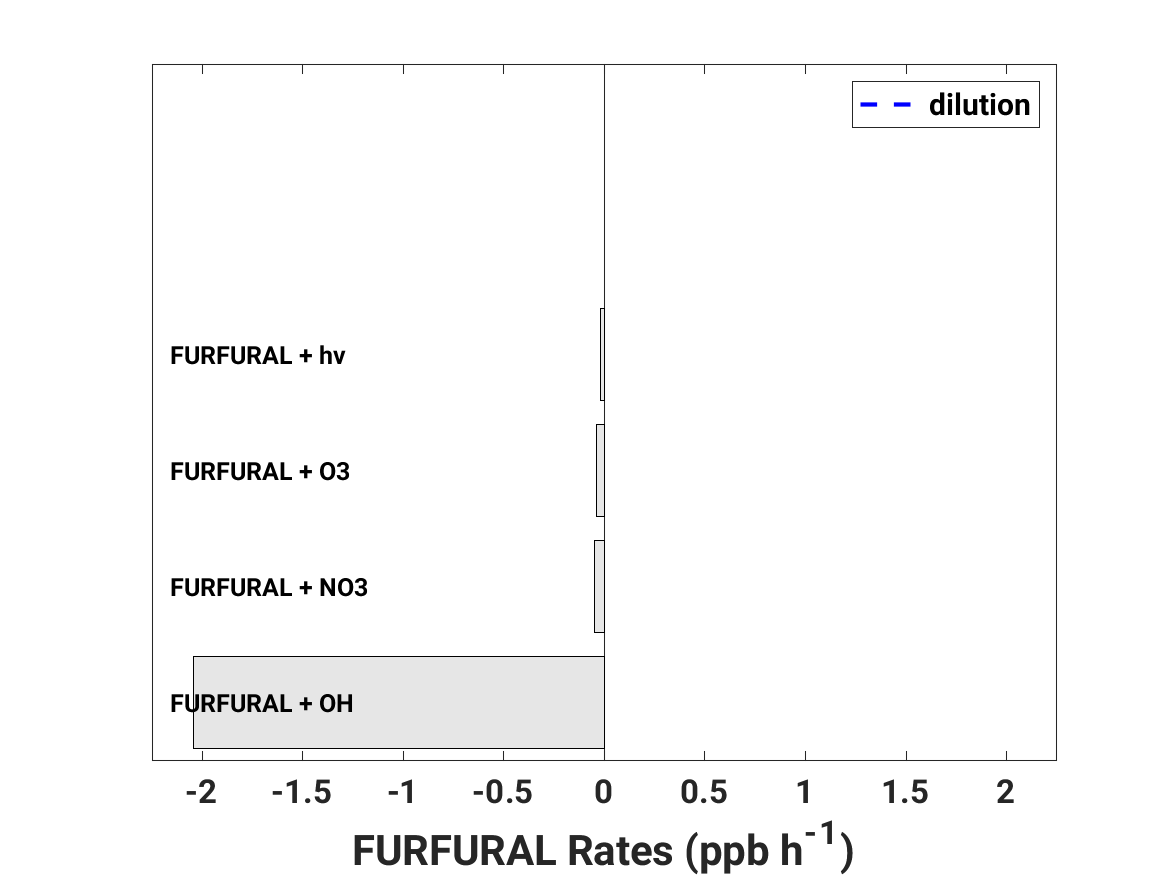 dilution
FURFURAL + hv
FURFURAL + O3
FURFURAL + NO3
FURFURAL + OH
-2 -1.5 -1 -0.5 0 0.5 1 1.5 2
FURFURAL Rates (ppb h-1)